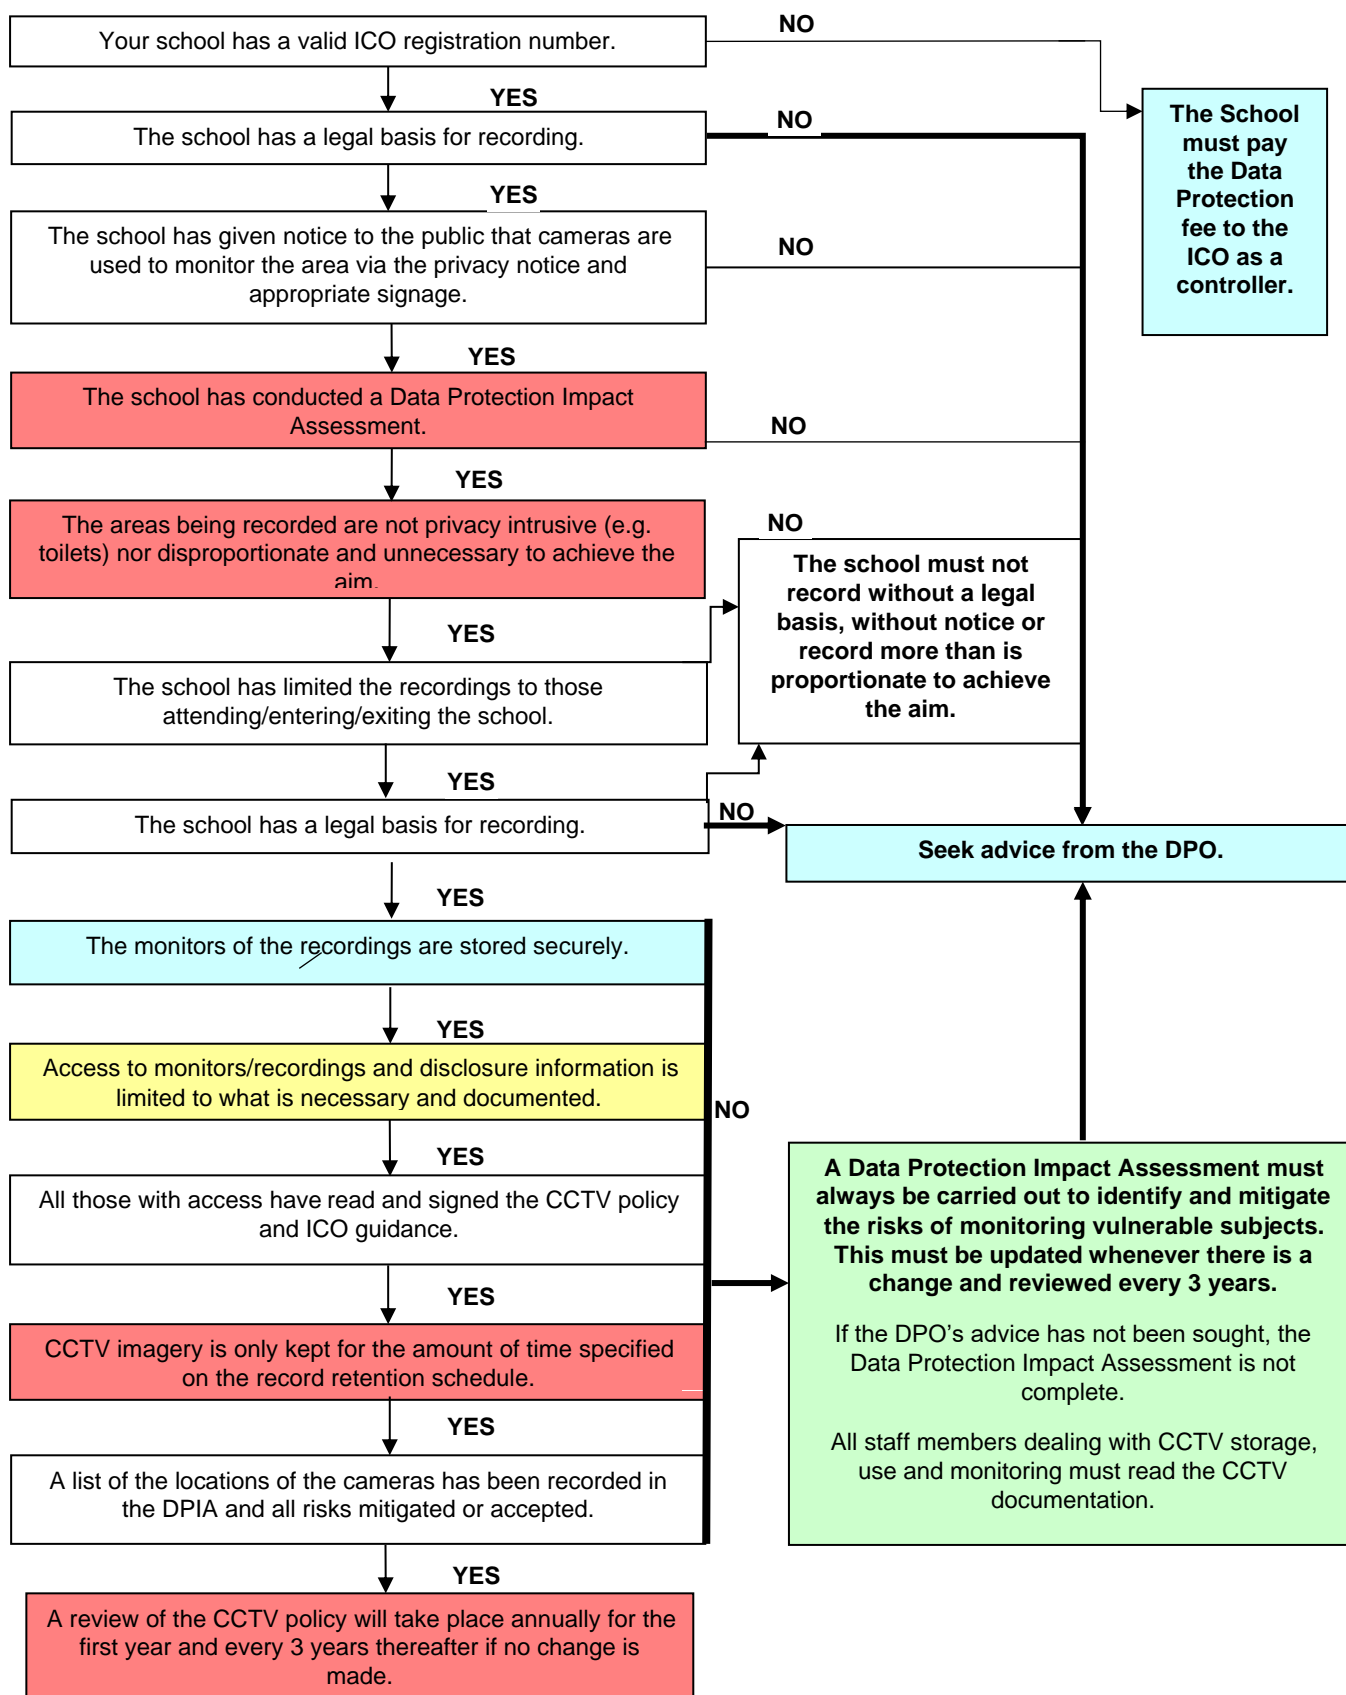 Your school has a valid ICO registration number.
NO
YES
The school has a legal basis for recording.
NO
The School
must pay
the Data
Protection
fee to the
ICO as a
controller.
YES
The school has given notice to the public that cameras are
used to monitor the area via the privacy notice and
appropriate signage.
NO
YES
The school has conducted a Data Protection Impact
Assessment.
NO
YES
The areas being recorded are not privacy intrusive (e.g.
toilets) nor disproportionate and unnecessary to achieve the
aim.
NO
The school must not
record without a legal
basis, without notice or
record more than is
proportionate to achieve
the aim.
YES
The school has limited the recordings to those
attending/entering/exiting the school.
YES
The school has a legal basis for recording.
NO
Seek advice from the DPO.
YES
The monitors of the recordings are stored securely.
YES
Access to monitors/recordings and disclosure information is
limited to what is necessary and documented.
NO
YES
All those with access have read and signed the CCTV policy
and ICO guidance.
YES
CCTV imagery is only kept for the amount of time specified
on the record retention schedule.
YES
A list of the locations of the cameras has been recorded in
the DPIA and all risks mitigated or accepted.
A Data Protection Impact Assessment must
always be carried out to identify and mitigate
the risks of monitoring vulnerable subjects.
This must be updated whenever there is a
change and reviewed every 3 years.
If the DPO’s advice has not been sought, the
Data Protection Impact Assessment is not
complete.
All staff members dealing with CCTV storage,
use and monitoring must read the CCTV
documentation.
YES
A review of the CCTV policy will take place annually for the
first year and every 3 years thereafter if no change is
made.